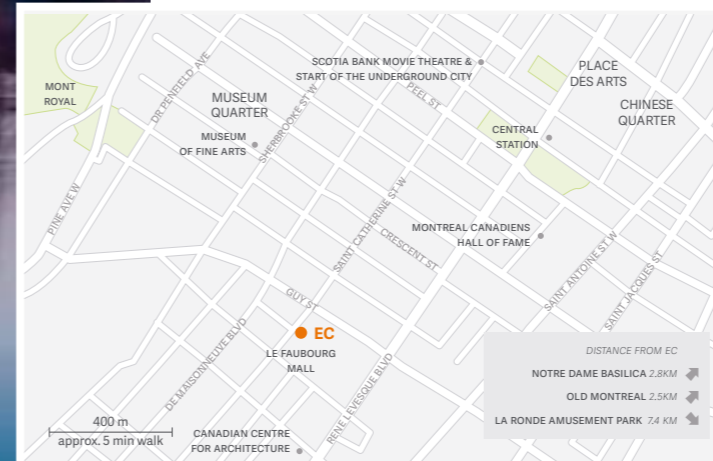 SCOTIA BANK MOVIE THEATRE &
START OF THE UNDERGROUND CITY
PLACE
DES ARTS
MONT
ROYAL
DR PENFIELD AVE
MUSEUM
QUARTER
PEEL ST
CHINESE
QUARTER
MUSEUM
OF FINE ARTS
SHERBROOKE ST W
CENTRAL
STATION
PINE AVE W
SAINT CATHERINE ST W
CRESCENT ST
MONTREAL CANADIENS
HALL OF FAME
SAINT ANTOINE ST W
SAINT JACQUES ST
GUY ST
EC
LE FAUBOURG
MALL
DE MAISONNEUVE BLVD
RENE LEVESQUE BLVD
DISTANCE FROM EC
NOTRE DAME BASILICA 2.8KM
OLD MONTREAL 2.5KM
LA RONDE AMUSEMENT PARK 7.4 KM
400 m
approx. 5 min walk
CANADIAN CENTRE
FOR ARCHITECTURE